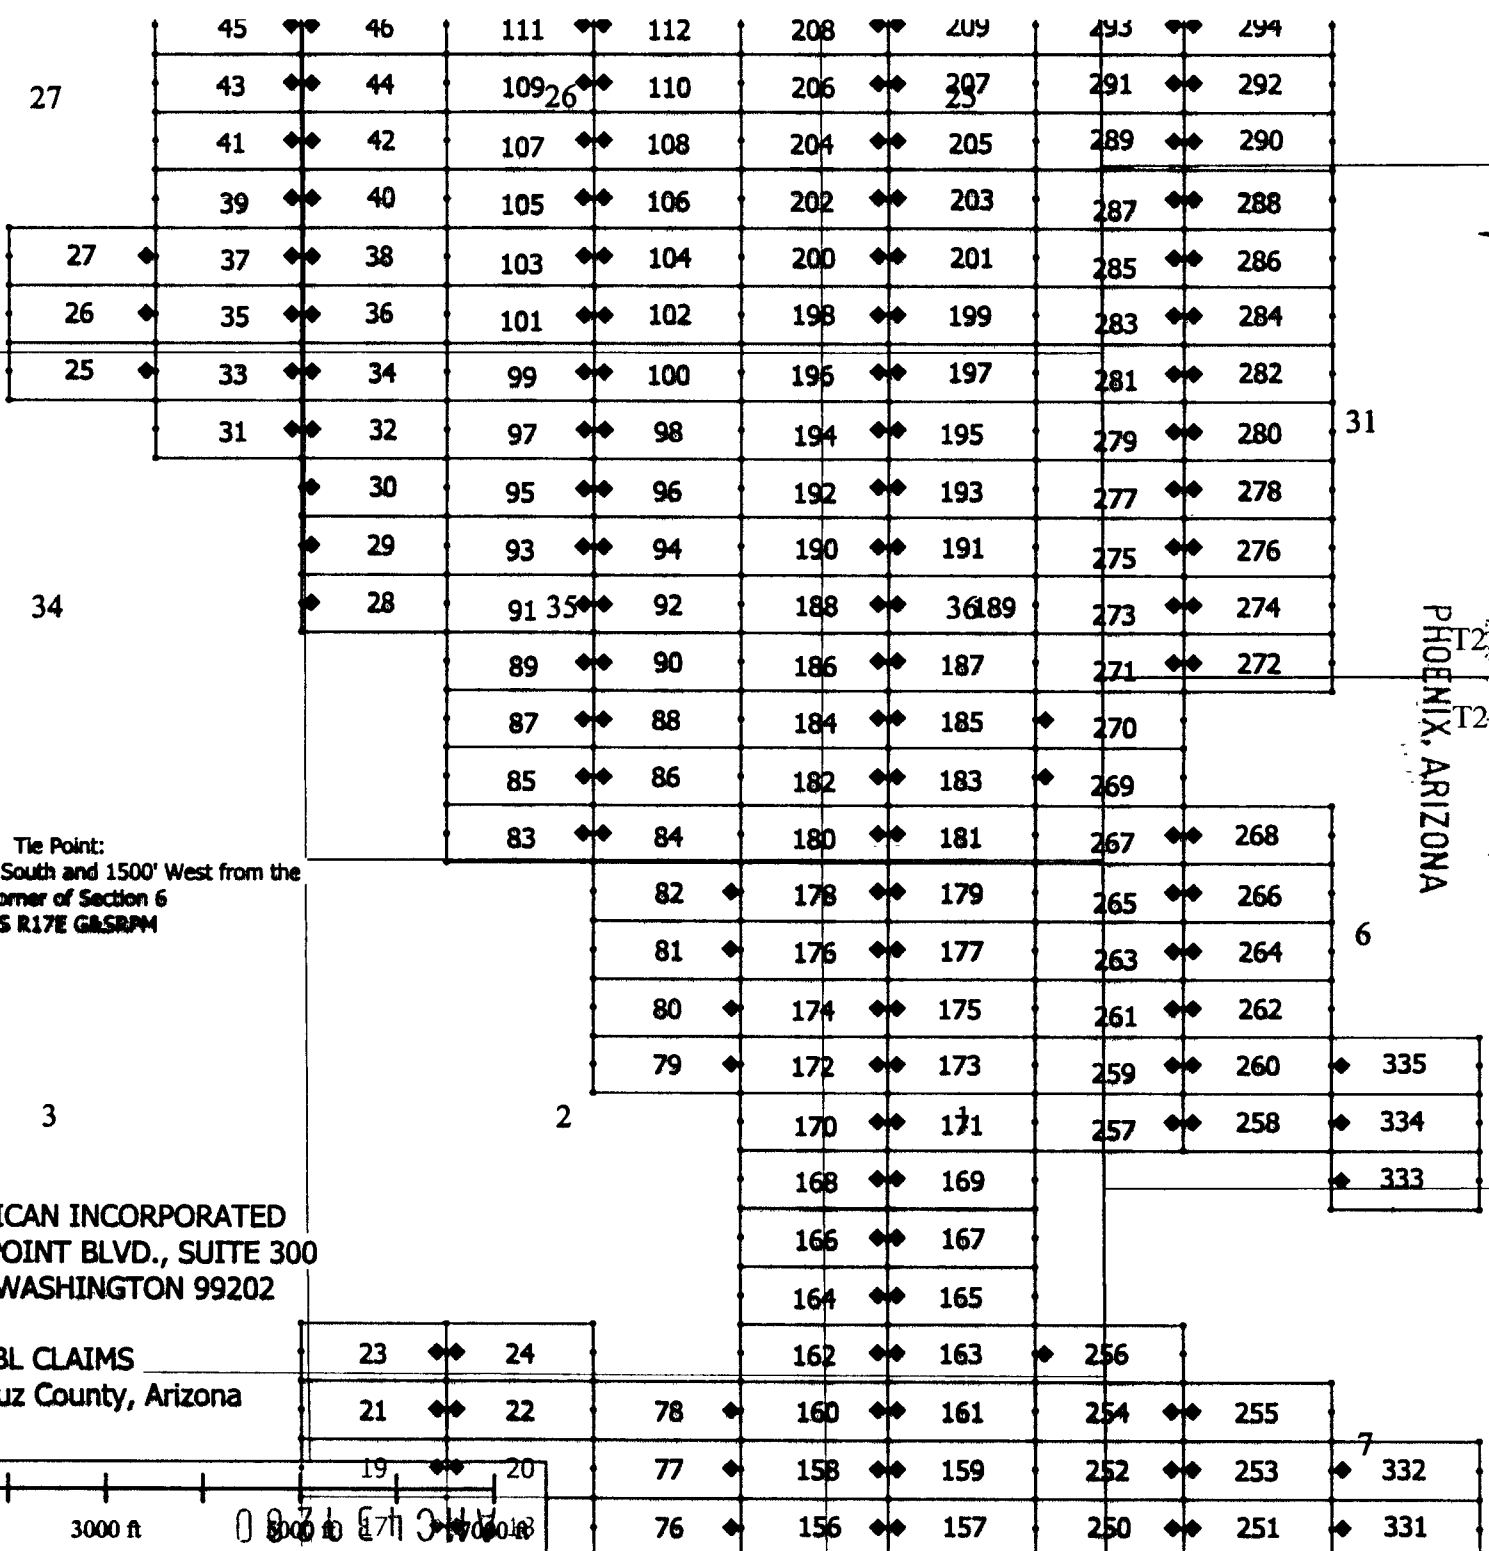 45 46 111 112 208 209 293 294
27 43 44 109 26 110 206 207 25 291 292
41 42 107 108 204 205 289 290
39 40 105 106 202 203 287 288
27 37 38 103 104 200 201 285 286
26 35 36 101 102 198 199 283 284
25 33 34 99 100 196 197 281 282
31 32 97 98 194 195 279 280 31
30 95 96 192 193 277 278
29 93 94 190 191 275 276
34 28 91 35 92 188 36 189 273 274
89 90 186 187 271 272
T2
87 88 184 185 270
T2
PHOENIX, ARIZONA
85 86 182 183 269
83 84 180 181 267 268
Tie Point:
South and 1500' West from the
orner of Section 6
S R17E G&SRPM
82 178 179 265 266
81 176 177 263 264 6
80 174 175 261 262
79 172 173 259 260 335
3 2 170 171 1 257 258 334
168 169 333
ICAN INCORPORATED
OINT BLVD., SUITE 300
WASHINGTON 99202
166 167
164 165
BL CLAIMS
uz County, Arizona
23 24 162 163 256
21 22 78 160 161 254 255
7
19 20 77 158 159 252 253 332
3000 ft 5000 ft 17 7000 ft 18 76 156 157 250 251 331